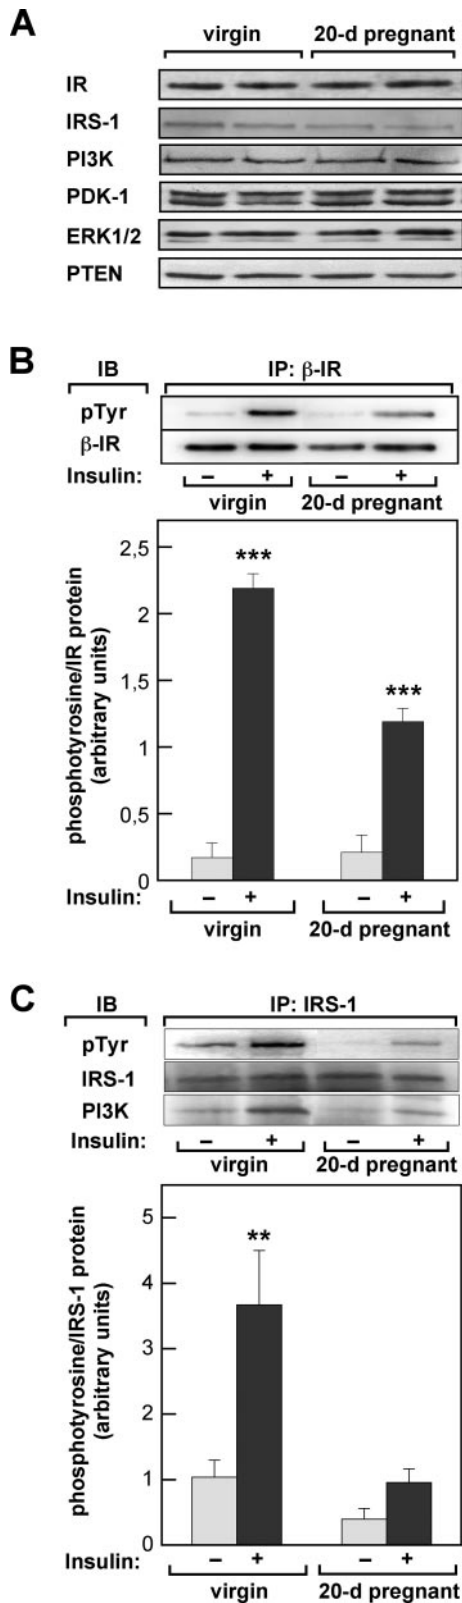 A
virgin 20-d pregnant
IR
IRS-1
PI3K
PDK-1
ERK1/2
PTEN
B
IB IP: β-IR
pTyr
β-IR
Insulin: – + – +
virgin 20-d pregnant
phosphotyrosine/IR protein
(arbitrary units)
2,5
2
1,5
1
0,5
0
***
***
Insulin: – + – +
virgin 20-d pregnant
C
IB IP: IRS-1
pTyr
IRS-1
PI3K
Insulin: – + – +
virgin 20-d pregnant
phosphotyrosine/IRS-1 protein
(arbitrary units)
5
4
3
2
1
0
**
Insulin: – + – +
virgin 20-d pregnant